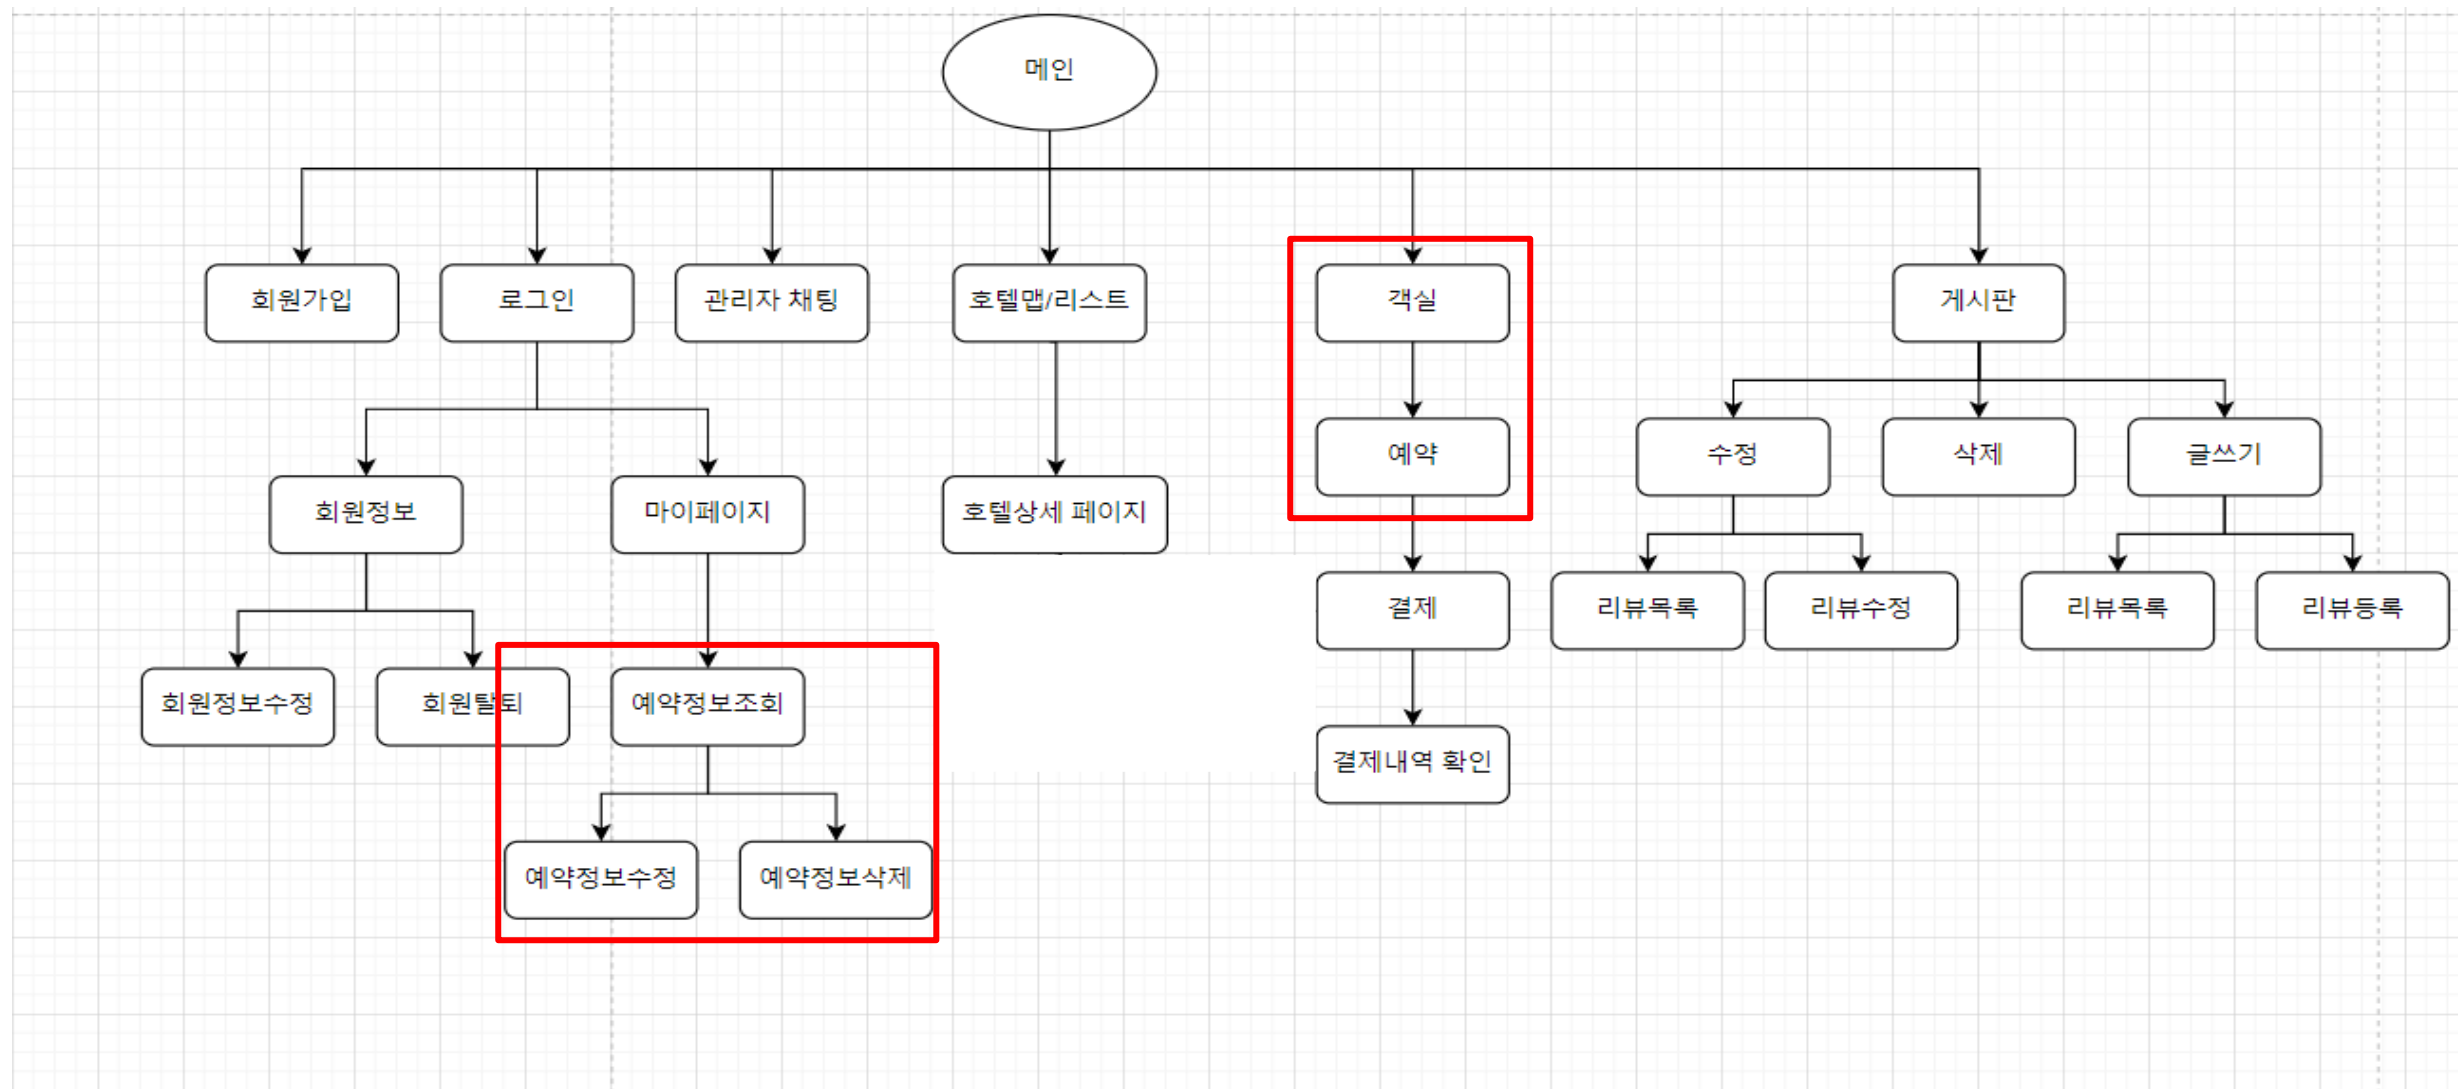 메인
회원가입
로그인
관리자 채팅
호텔맵/리스트
객실
게시판
예약
수정
삭제
글쓰기
회원정보
마이페이지
호텔상세 페이지
결제
리뷰목록
리뷰수정
리뷰목록
리뷰등록
회원정보수정
회원탈퇴
예약정보조회
결제내역 확인
예약정보수정
예약정보삭제